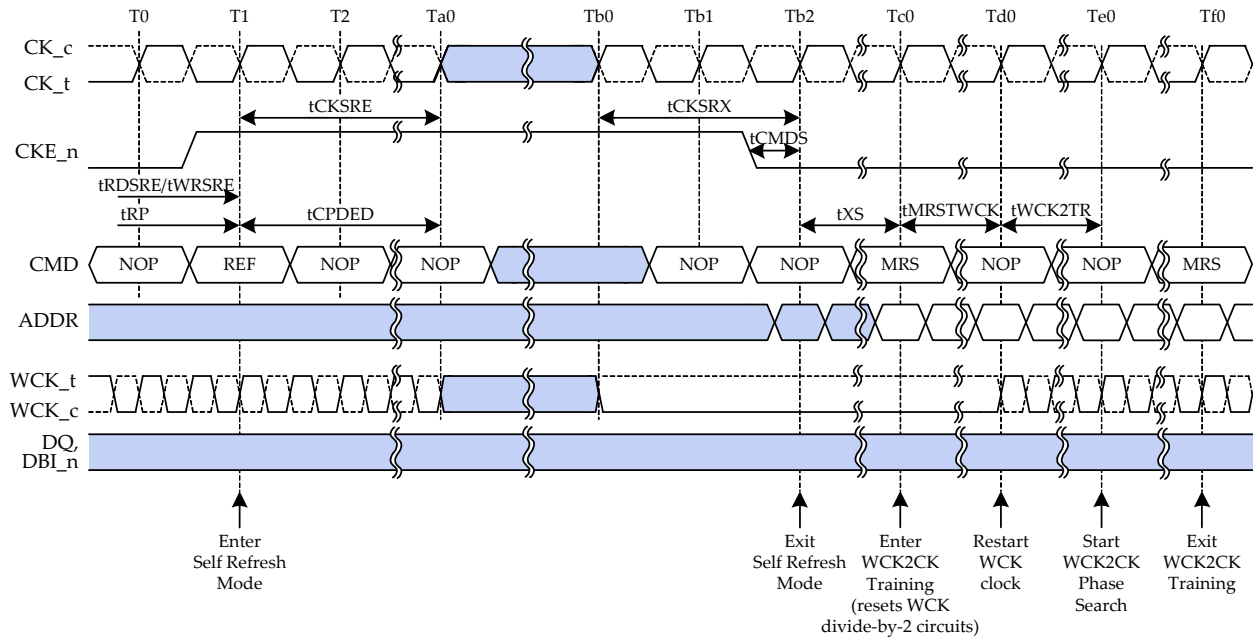 T0 T1 T2 Ta0 Tb0 Tb1 Tb2 Tc0 Td0 Te0 Tf0
CK_c
CK_t
tCKSRE tCKSRX
tCMDS
CKE_n
tRDSRE/tWRSRE
tRP tCPDED tXS tMRSTWCK tWCK2TR
CMD NOP REF NOP NOP NOP NOP MRS NOP NOP MRS
ADDR
WCK_t
WCK_c
DQ,
DBI_n
Enter
Self Refresh
Mode
Exit
Self Refresh
Mode
Enter
WCK2CK
Training
(resets WCK
divide-by-2 circuits)
Restart
WCK
clock
Start
WCK2CK
Phase
Search
Exit
WCK2CK
Training